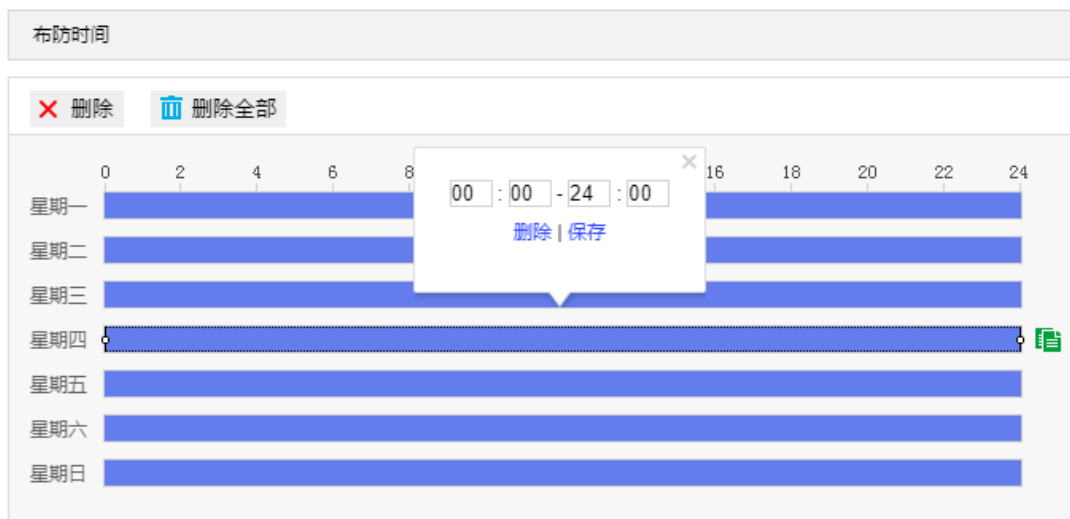 布防时间
删除 删除全部
0 2 4 6 8 16 18 20 22 24
00 : 00 - 24 : 00
删除 | 保存
星期一
星期二
星期三
星期四
星期五
星期六
星期日